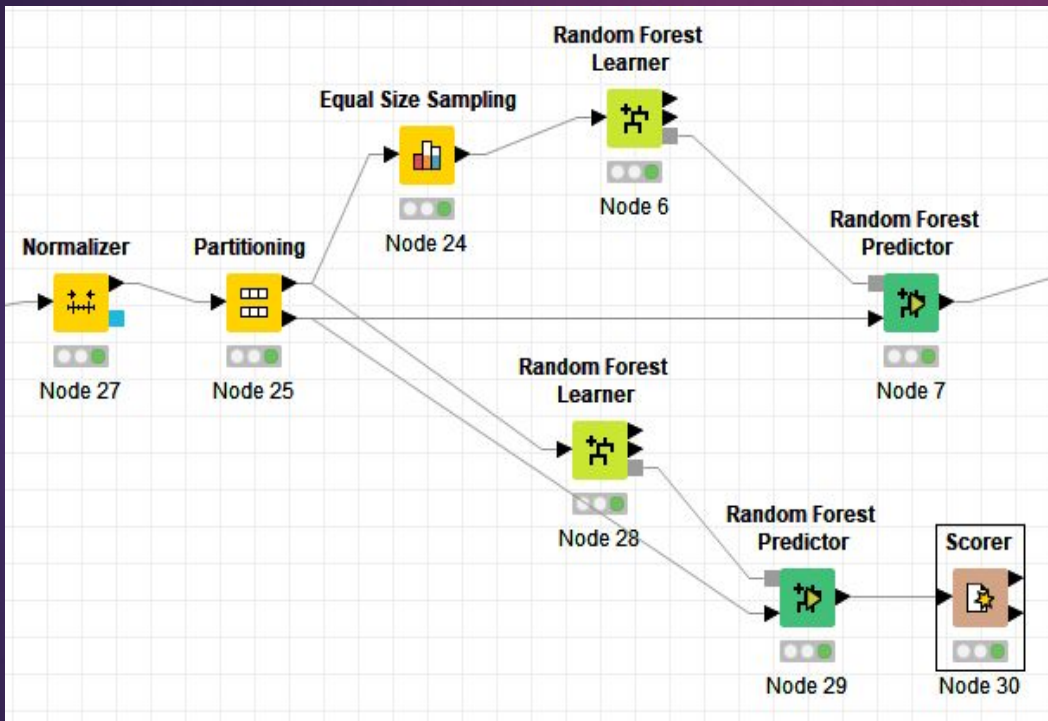 Random Forest
Learner
Equal Size Sampling
Node 6
Node 24
Random Forest
Predictor
Normalizer
Partitioning
Node 27
Node 25
Node 7
Random Forest
Learner
Node 28
Random Forest
Predictor
Scorer
Node 29
Node 30